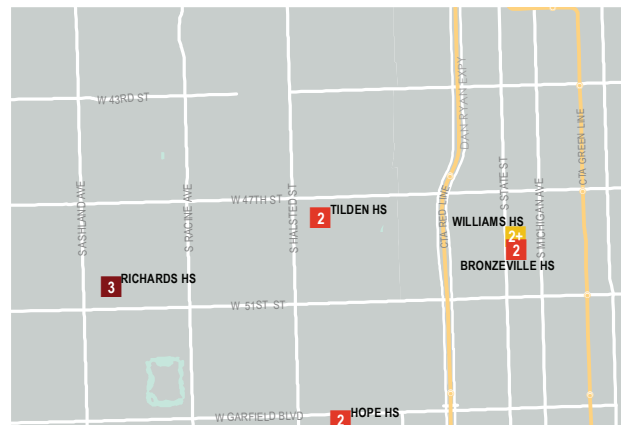 DAN RYAN EXPY
W 43RD ST
CTA GREEN LINE
S ASHLAND AVE
S RACINE AVE
S HALSTED ST
W 47TH ST
2 TILDEN HS
CTA RED LINE
S STATE ST
S MICHIGAN AVE
WILLIAMS HS
2+
2
BRONZEVILLE HS
3 RICHARDS HS
W 51ST ST
W GARFIELD BLVD
2 HOPE HS